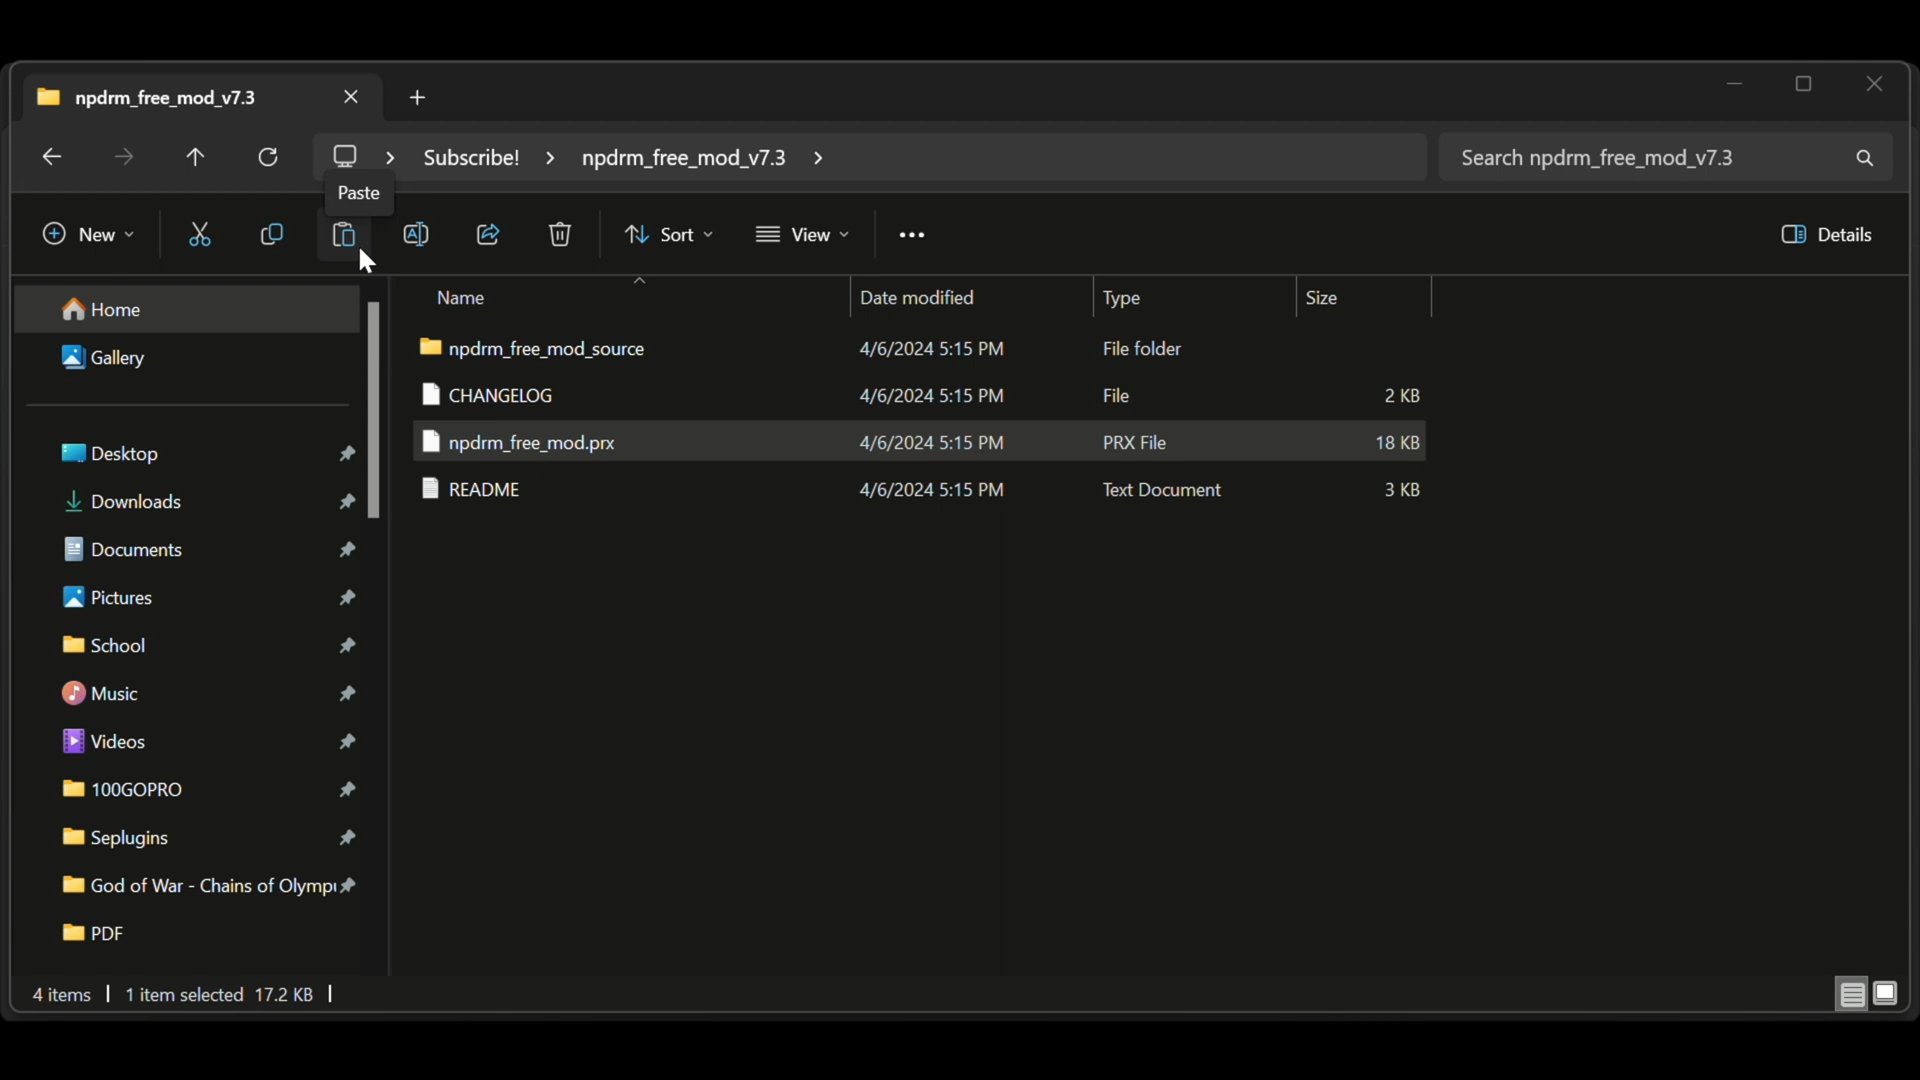 npdrm_free_mod_v7.3
Subscribe! npdrm_free_mod_v7.3
Search npdrm_free_mod_v7.3
Paste
New Sort View Details
Name Date modified Type Size
npdrm_free_mod_source 4/6/2024 5:15 PM File folder
CHANGELOG 4/6/2024 5:15 PM File 2 KB
npdrm_free_mod.prx 4/6/2024 5:15 PM PRX File 18 KB
README 4/6/2024 5:15 PM Text Document 3 KB
Home
Gallery
Desktop
Downloads
Documents
Pictures
School
Music
Videos
100GOPRO
Seplugins
God of War - Chains of Olymp
PDF
4 items 1 item selected 17.2 KB